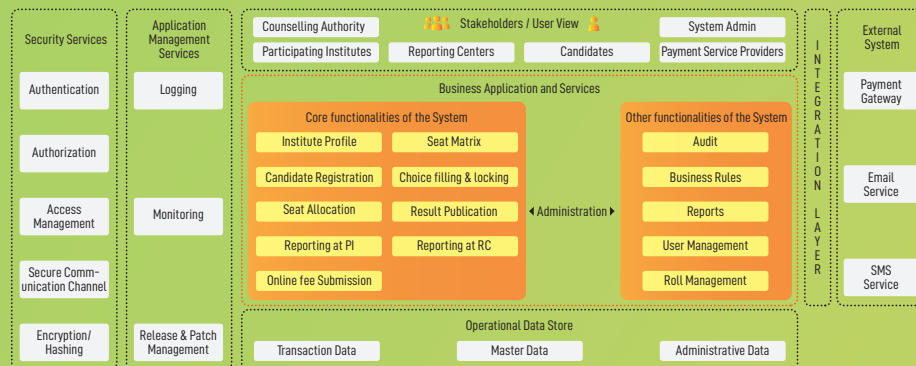 Security Services
Authentication
Authorization
Access
Management
Secure Comm-
unication Channel
Encryption/
Hashing
Application
Management
Services
Logging
Monitoring
Release & Patch
Management
Stakeholders / User View
Counselling Authority
System Admin
Participating Institutes
Reporting Centers
Candidates
Payment Service Providers
Business Application and Services
Core functionalities of the System
Institute Profile
Seat Matrix
Candidate Registration
Choice filling & locking
Seat Allocation
Result Publication
Reporting at PI
Reporting at RC
Online fee Submission
Administration
Other functionalities of the System
Audit
Business Rules
Reports
User Management
Roll Management
Operational Data Store
Transaction Data
Master Data
Administrative Data
INTEGRATION LAYER
External
System
Payment
Gateway
Email
Service
SMS
Service